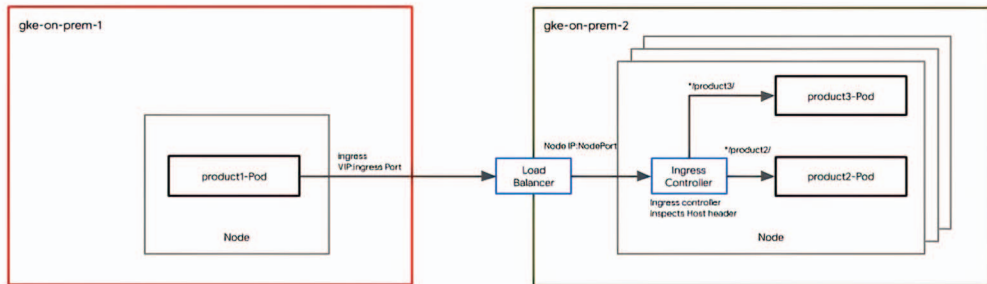 gke-on-prem-1
product1-Pod
Node
Ingress
VIP:Ingress Port
Load
Balancer
gke-on-prem-2
Node IP:NodePort
Ingress
Controller
Ingress controller
inspects Host header
*/product3/
product3-Pod
*/product2/
product2-Pod
Node